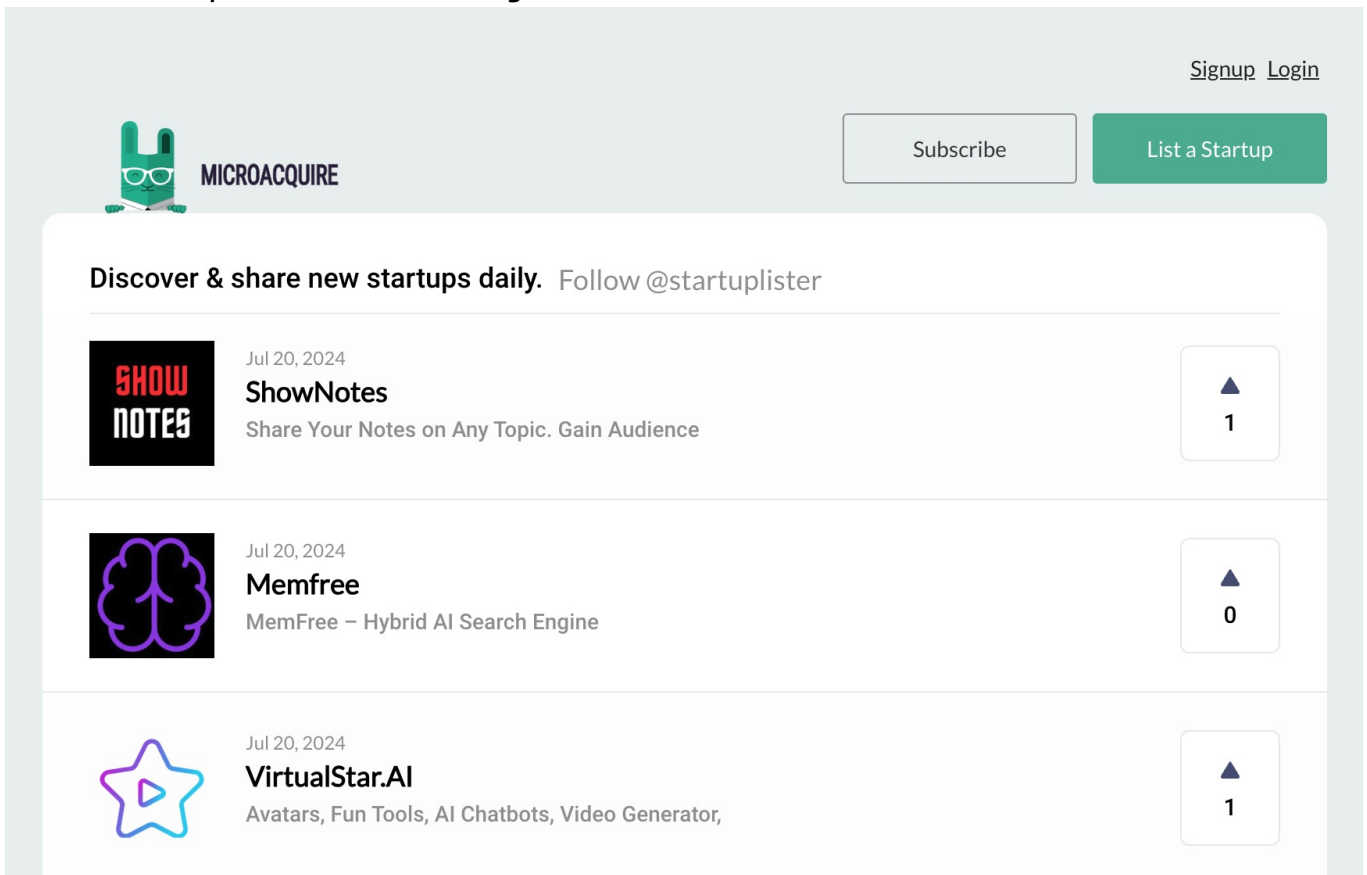 Signup Login
Subscribe
List a Startup
MICROACQUIRE
Discover & share new startups daily. Follow @startuplister
SHOW
NOTES
Jul 20, 2024
ShowNotes
Share Your Notes on Any Topic. Gain Audience
1
Jul 20, 2024
Memfree
MemFree – Hybrid AI Search Engine
0
Jul 20, 2024
VirtualStar.AI
Avatars, Fun Tools, AI Chatbots, Video Generator,
1